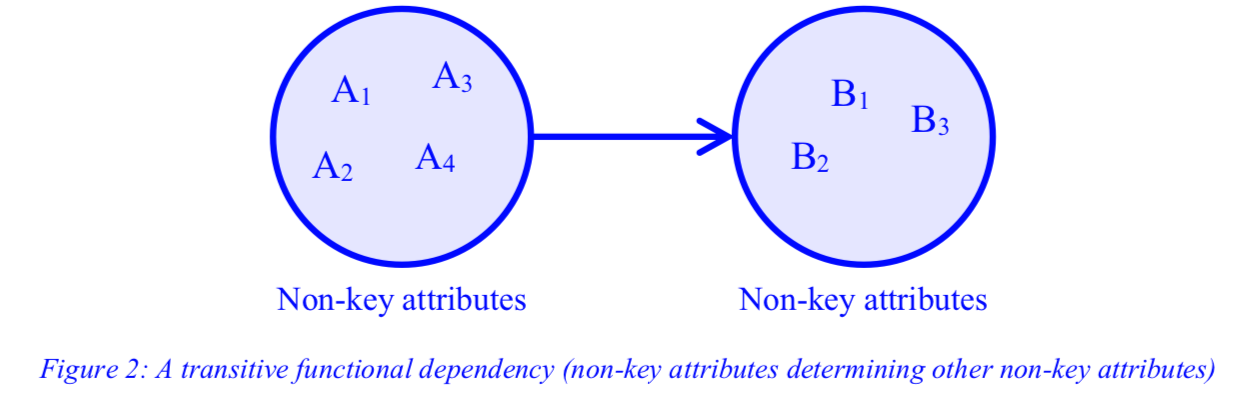 A₁ A₃
A₂ A₄
B₁ B₃
B₂
Non-key attributes
Non-key attributes
Figure 2: A transitive functional dependency (non-key attributes determining other non-key attributes)